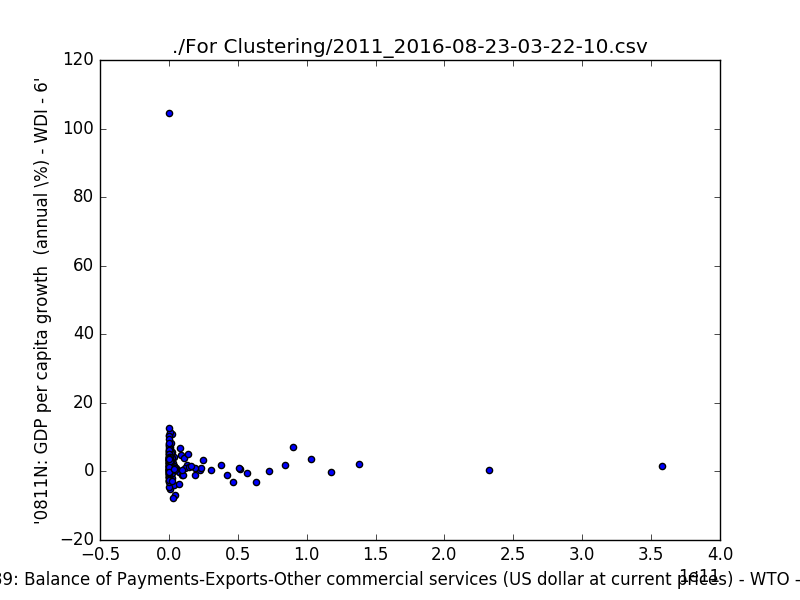 ./For Clustering/2011_2016-08-23-03-22-10.csv
'0811N: GDP per capita growth  (annual \%) - WDI - 6'
120
100
80
60
40
20
0
−20
−0.5 0.0 0.5 1.0 1.5 2.0 2.5 3.0 3.5 4.0
1e11
39: Balance of Payments-Exports-Other commercial services (US dollar at current prices) - WTO -